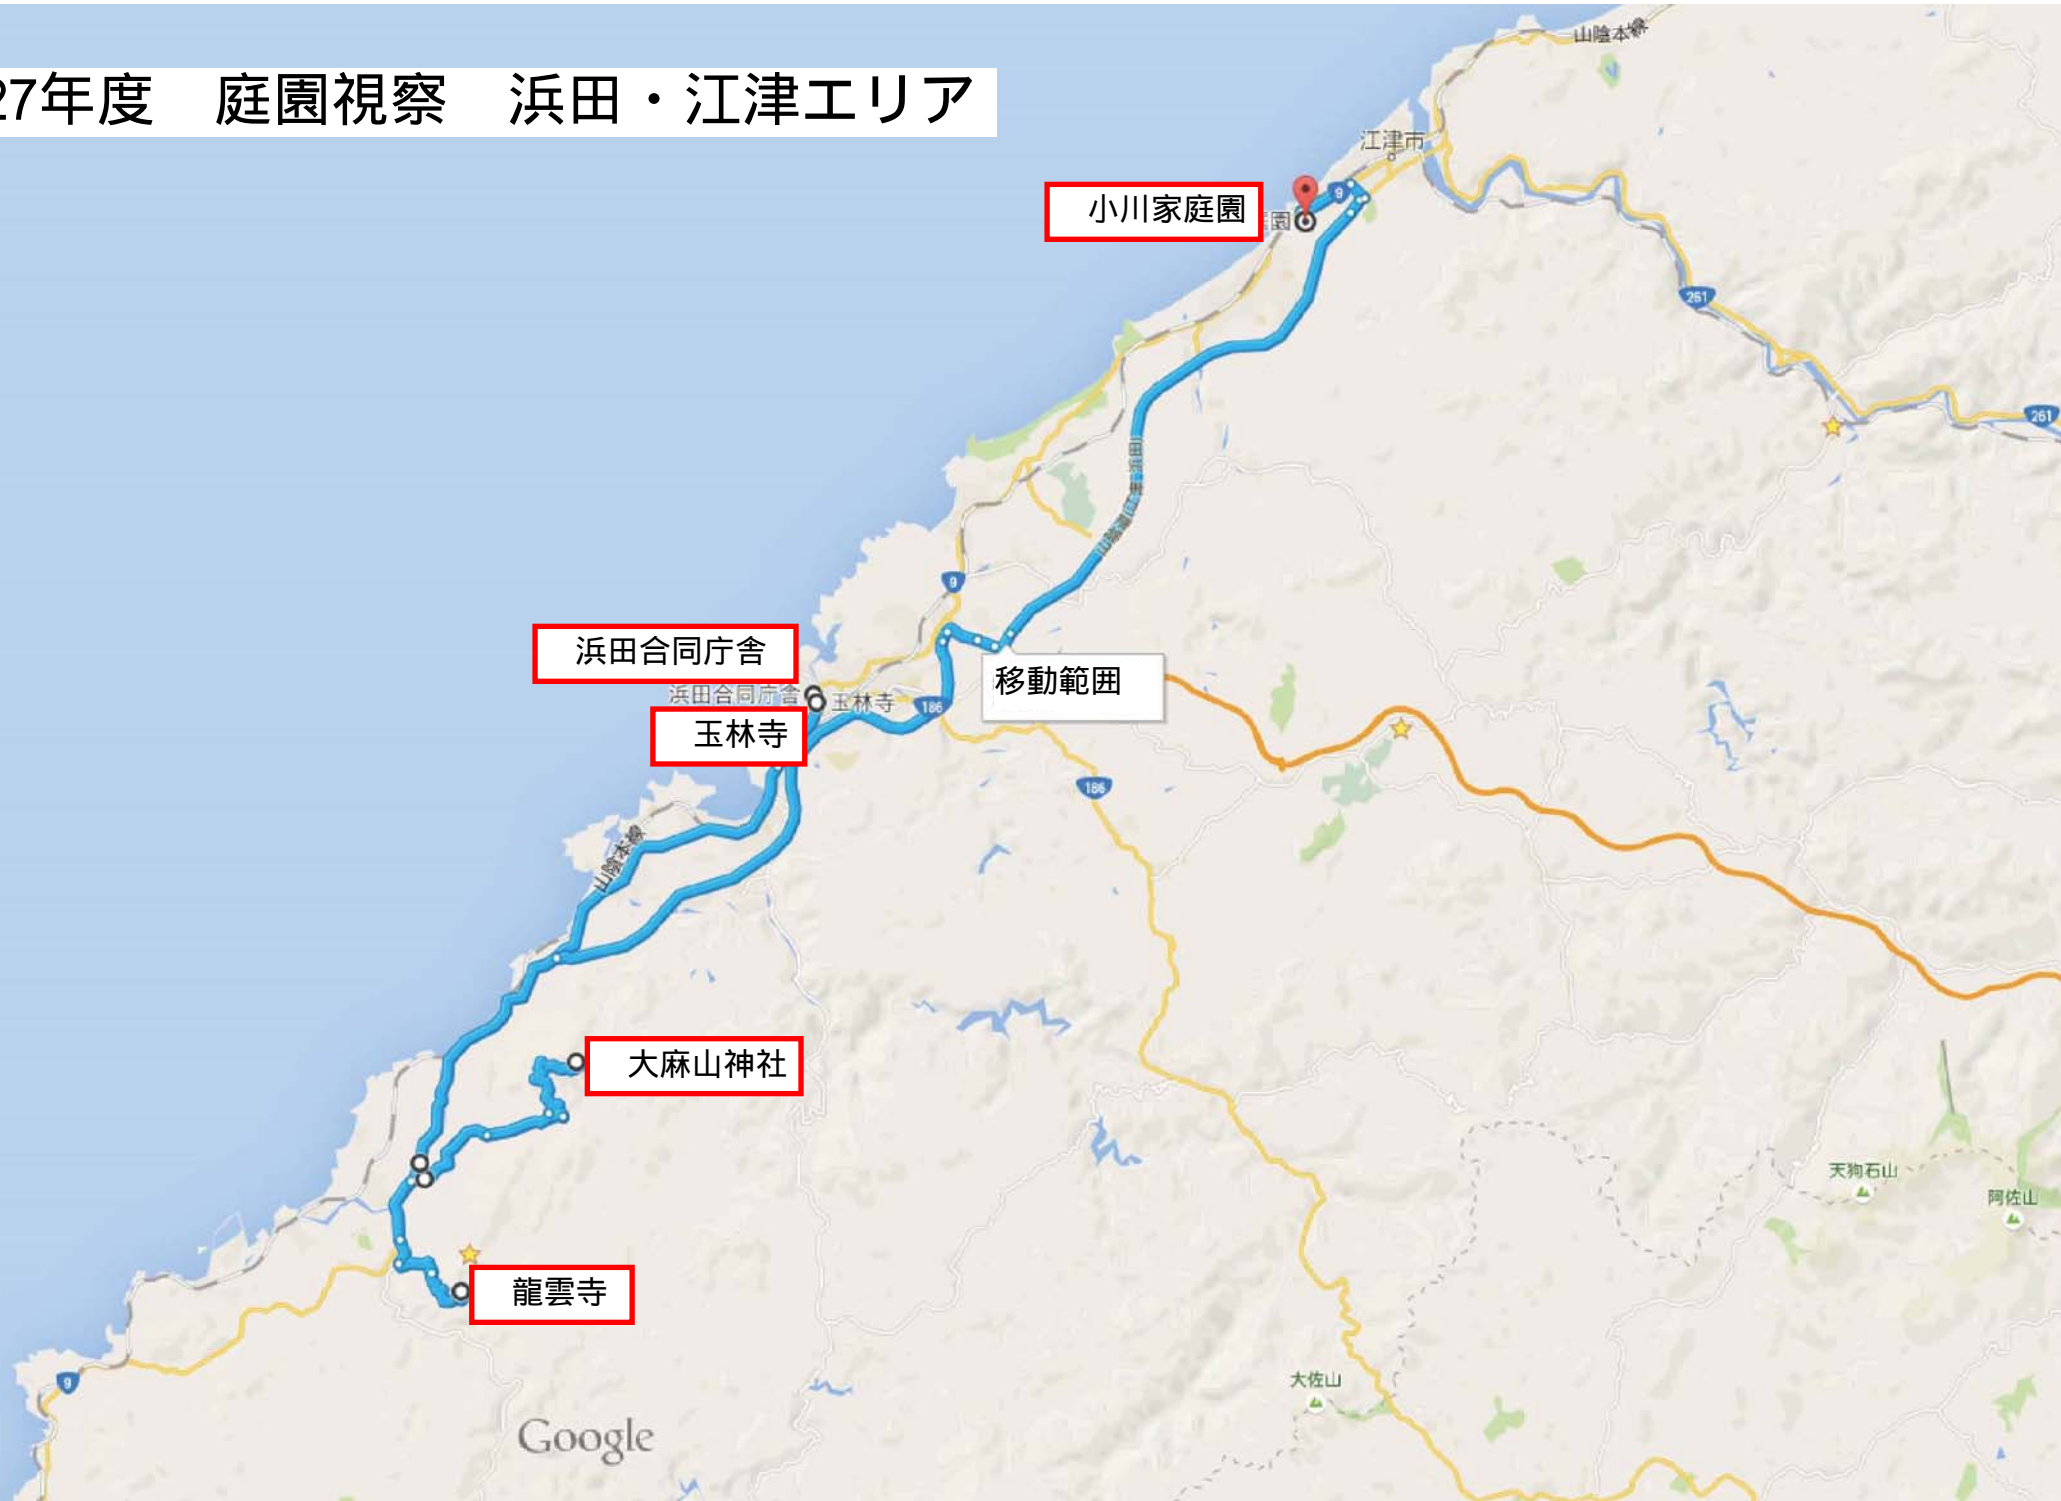 27年度　庭園視察　浜田・江津エリア
山陰本線
江津市
小川家庭園
園
9
261
261
9
浜田合同庁舎
移動範囲
浜田合同庁舎
玉林寺
186
玉林寺
186
山陰本線
大麻山神社
天狗石山
阿佐山
龍雲寺
大佐山
9
Google